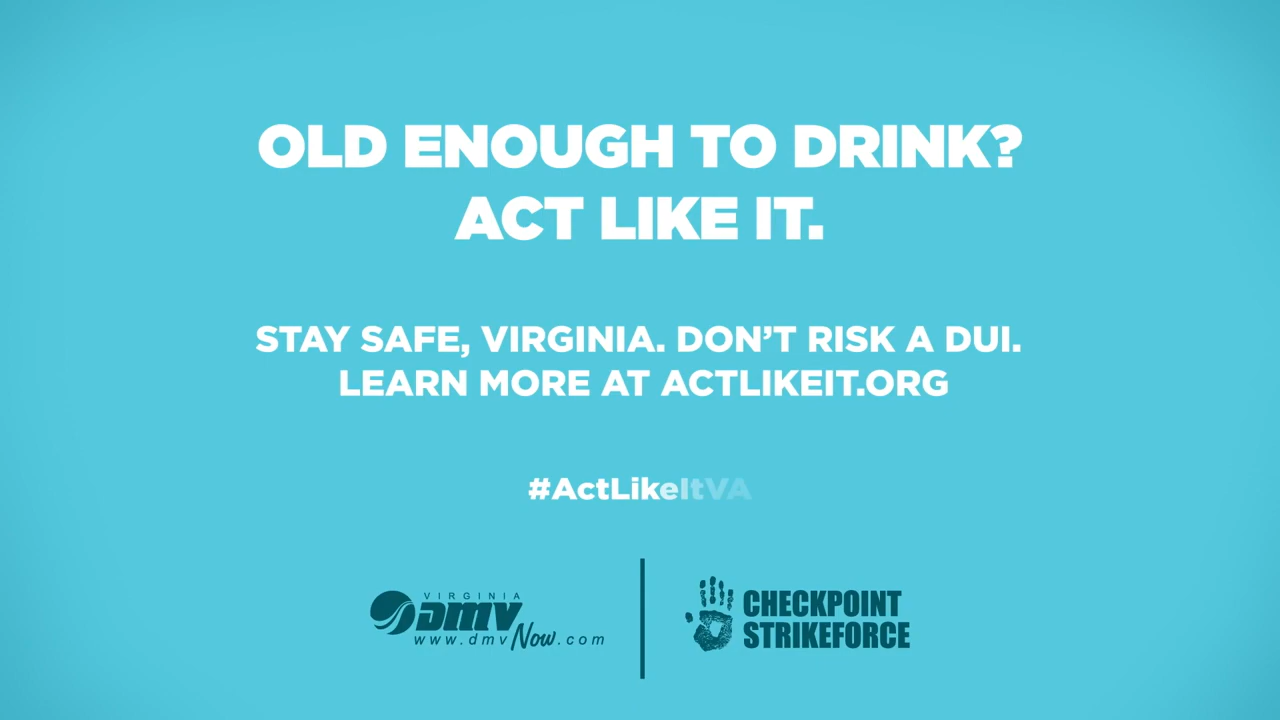 OLD ENOUGH TO DRINK?
ACT LIKE IT.
STAY SAFE, VIRGINIA. DON’T RISK A DUI.
LEARN MORE AT ACTLIKEIT.ORG
#ActLikeItVA
VIRGINIA
DMV
www.dmvNow.com
CHECKPOINT
STRIKEFORCE